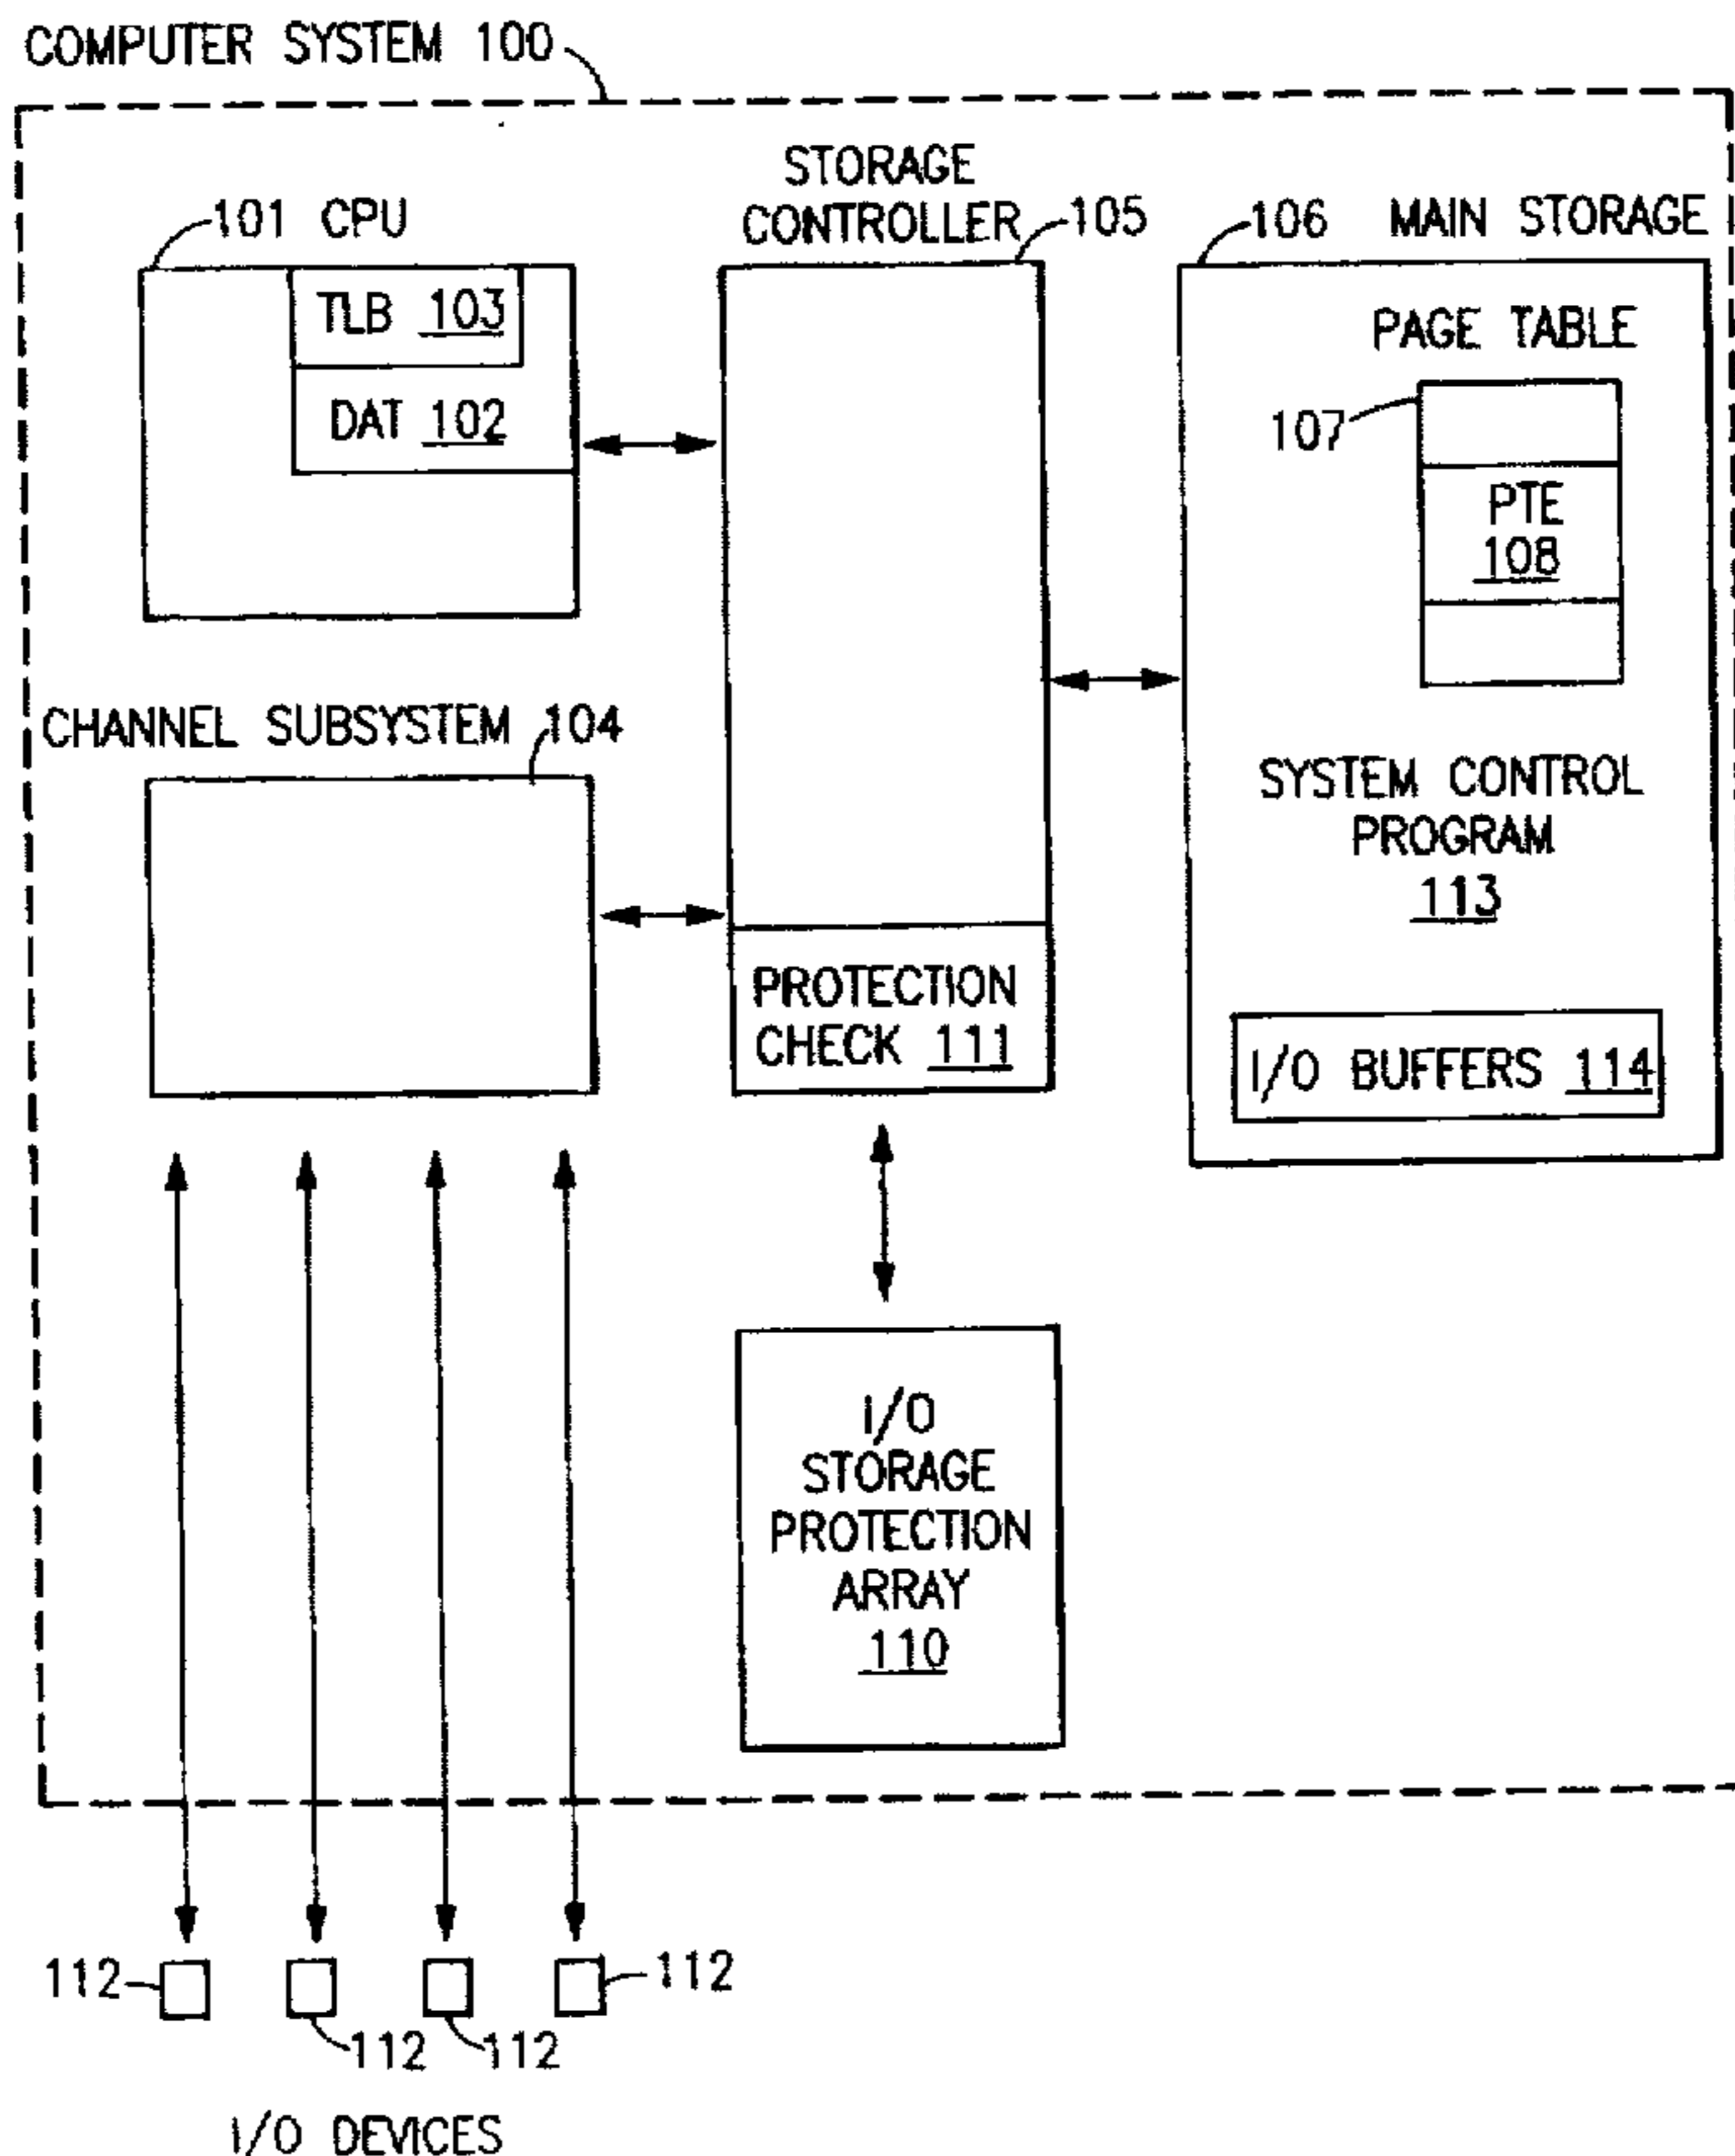 COMPUTER SYSTEM 100
STORAGE
CONTROLLER
105
101 CPU
106 MAIN STORAGE
TLB 103
DAT 102
PAGE TABLE
107
PTE
108
CHANNEL SUBSYSTEM 104
SYSTEM CONTROL
PROGRAM
113
PROTECTION
CHECK 111
I/O BUFFERS 114
I/O
STORAGE
PROTECTION
ARRAY
110
112
112
112
112
I/O DEVICES